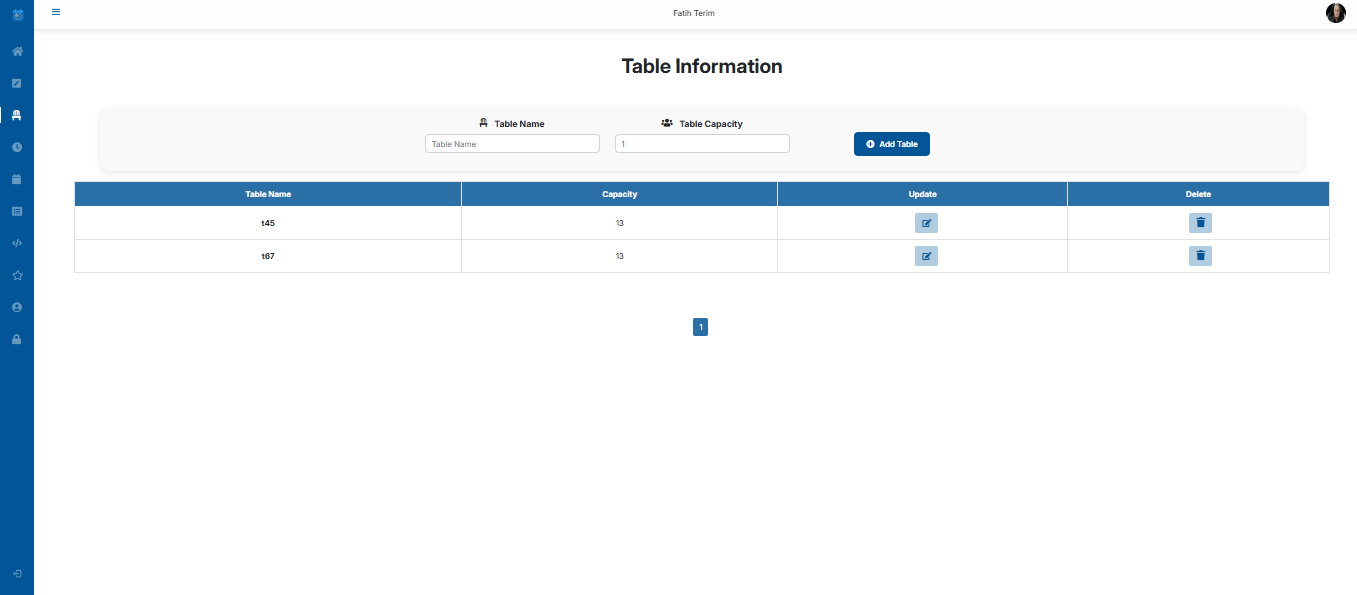 Fatih Terim
Table Information
Table Name Table Capacity
Table Name 1 Add Table
Table Name Capacity Update Delete
t45 13
t67 13
1